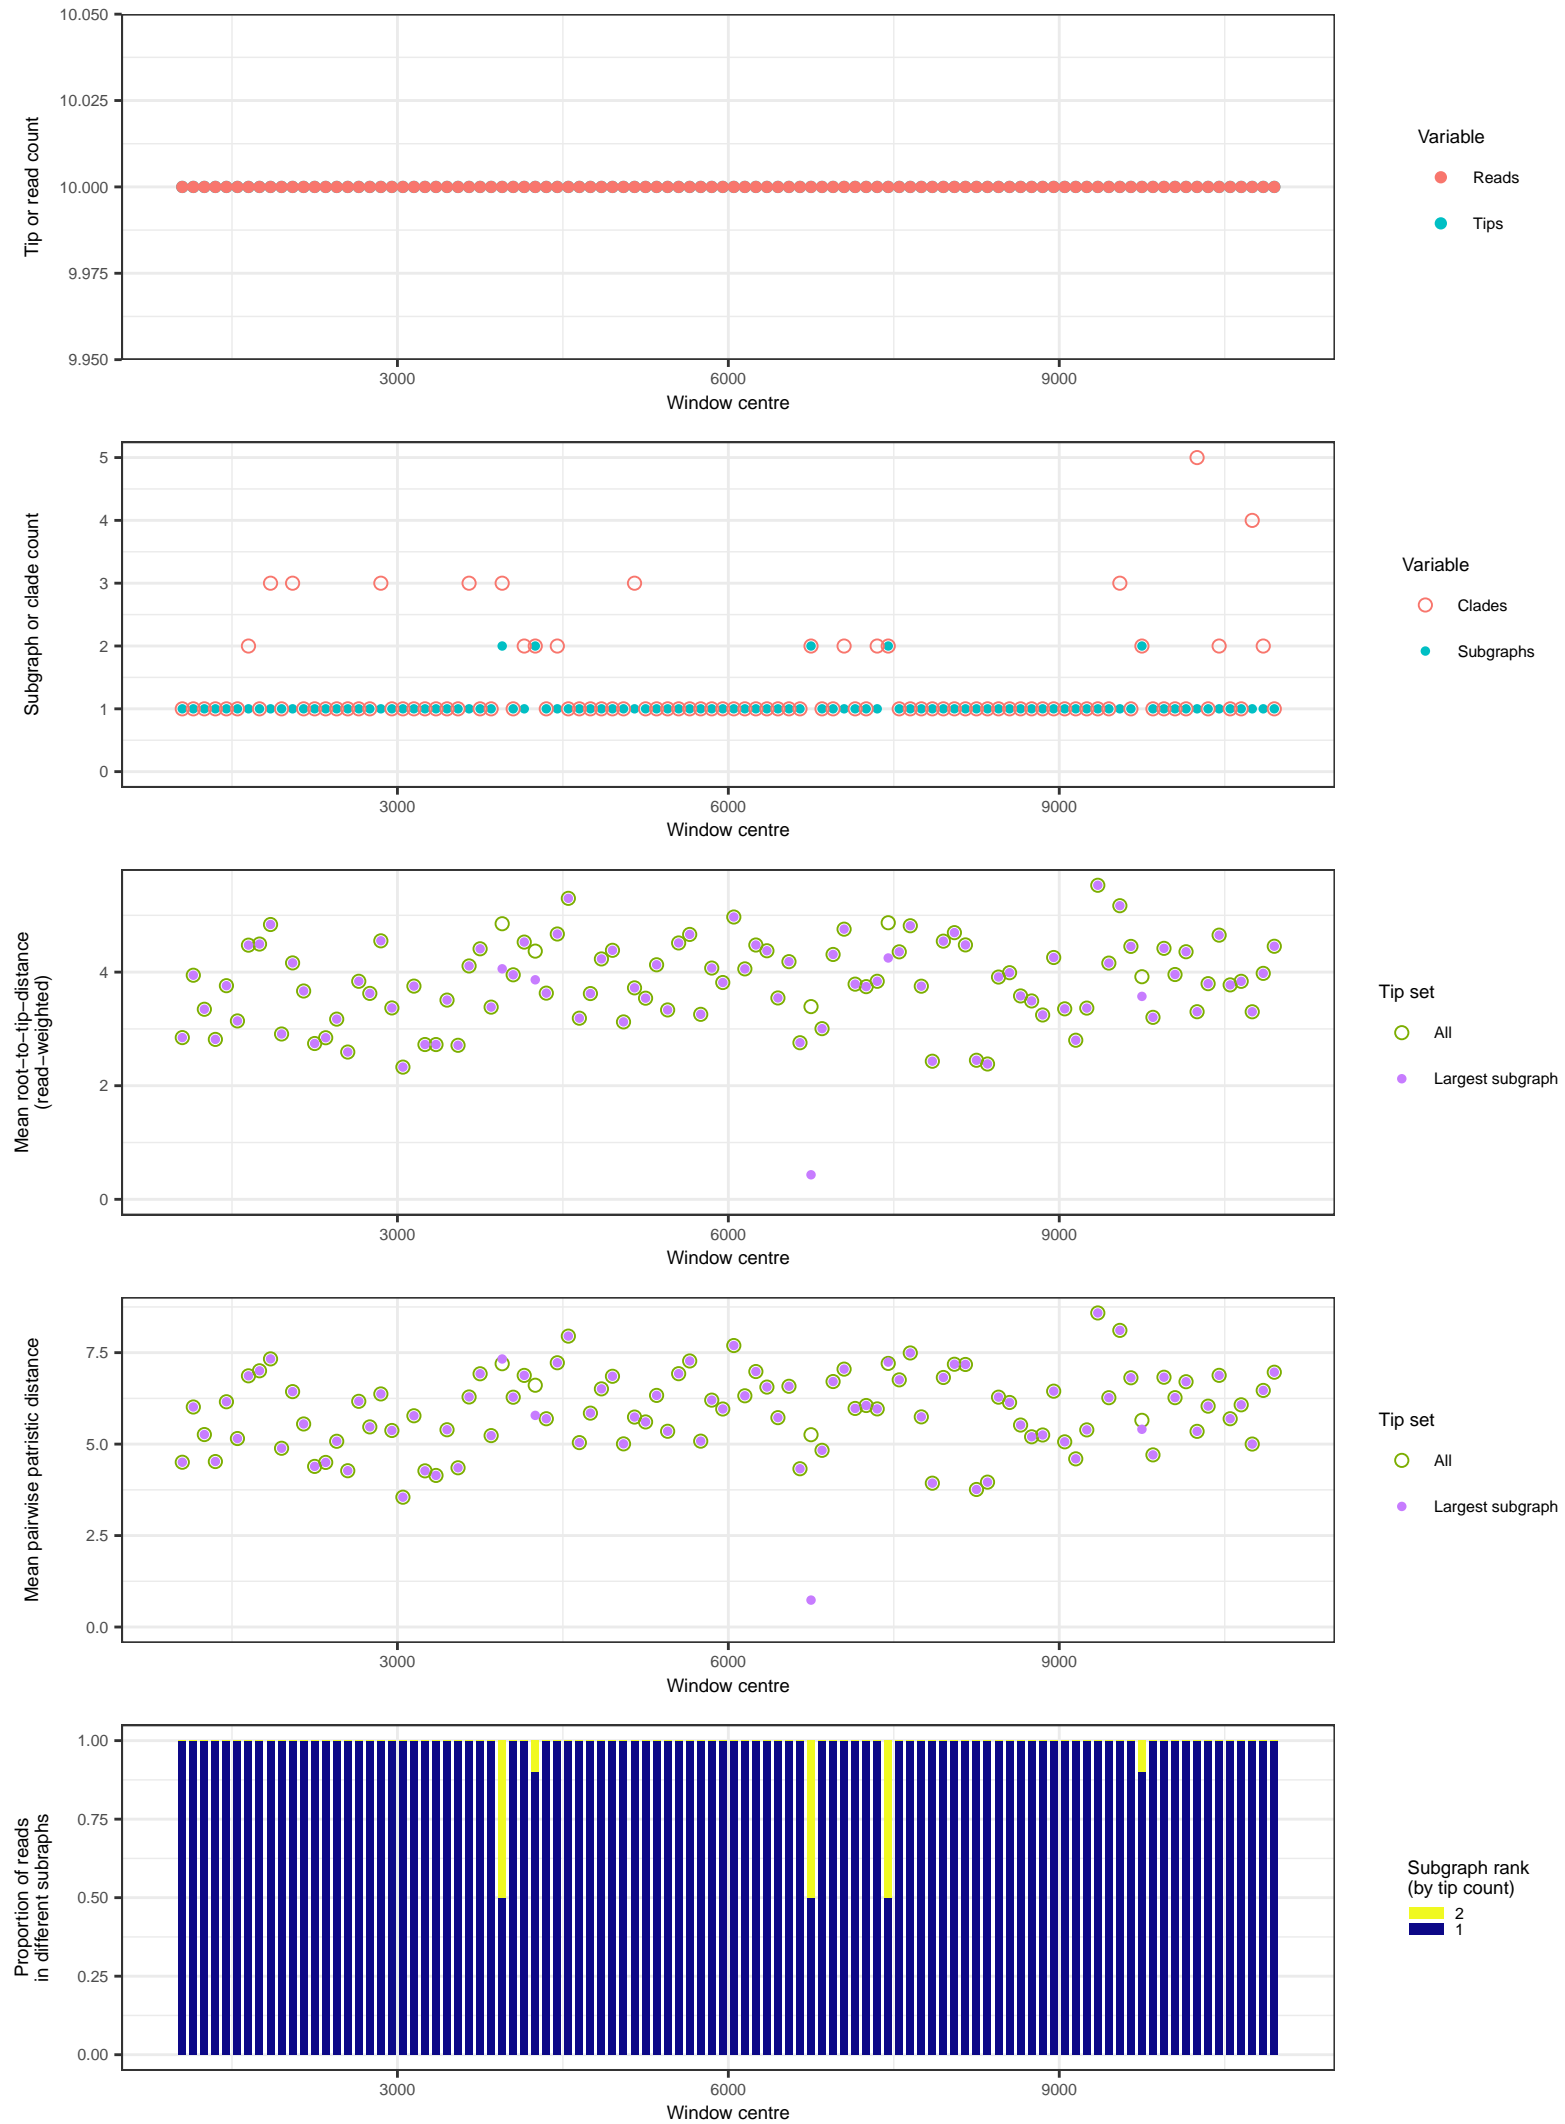 10.050
10.025
10.000
9.975
9.950
Tip or read count
3000
6000
9000
Window centre
Variable
Reads
Tips
5
4
3
2
1
0
Subgraph or clade count
3000
6000
9000
Window centre
Variable
Clades
Subgraphs
4
2
0
Mean root−to−tip−distance
(read−weighted)
3000
6000
9000
Window centre
Tip set
All
Largest subgraph
7.5
5.0
2.5
0.0
Mean pairwise patristic distance
3000
6000
9000
Window centre
Tip set
All
Largest subgraph
1.00
0.75
0.50
0.25
0.00
Proportion of reads
in different subraphs
3000
6000
9000
Window centre
Subgraph rank
(by tip count)
2
1